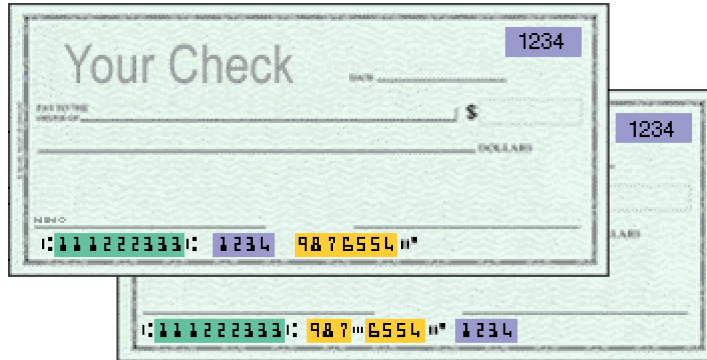 Your Check
1234
DATE
PAY TO THE
ORDER OF
$
DOLLARS
MEMO
⑆111222333⑆ 1234 9876554⑈
1234
⑆111222333⑆ 987⑉6554⑈ 1234